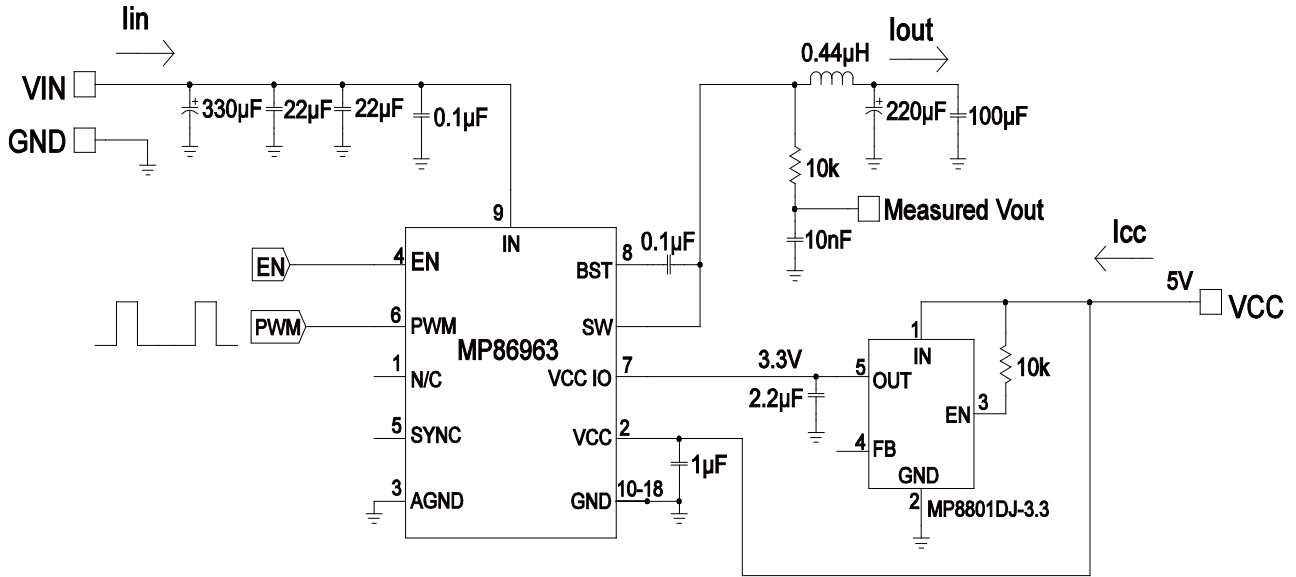 Iin
Iout
0.44µH
VIN
330µF
22µF
22µF
0.1µF
220µF
100µF
GND
10k
Measured Vout
10nF
9
IN
0.1µF
8
BST
Icc
EN
4
EN
5V
VCC
PWM
6
PWM
SW
MP86963
1
IN
1
N/C
VCC IO
7
3.3V
5
OUT
10k
2.2µF
EN
3
5
SYNC
VCC
2
4
FB
1µF
GND
3
AGND
GND
10-18
2
MP8801DJ-3.3